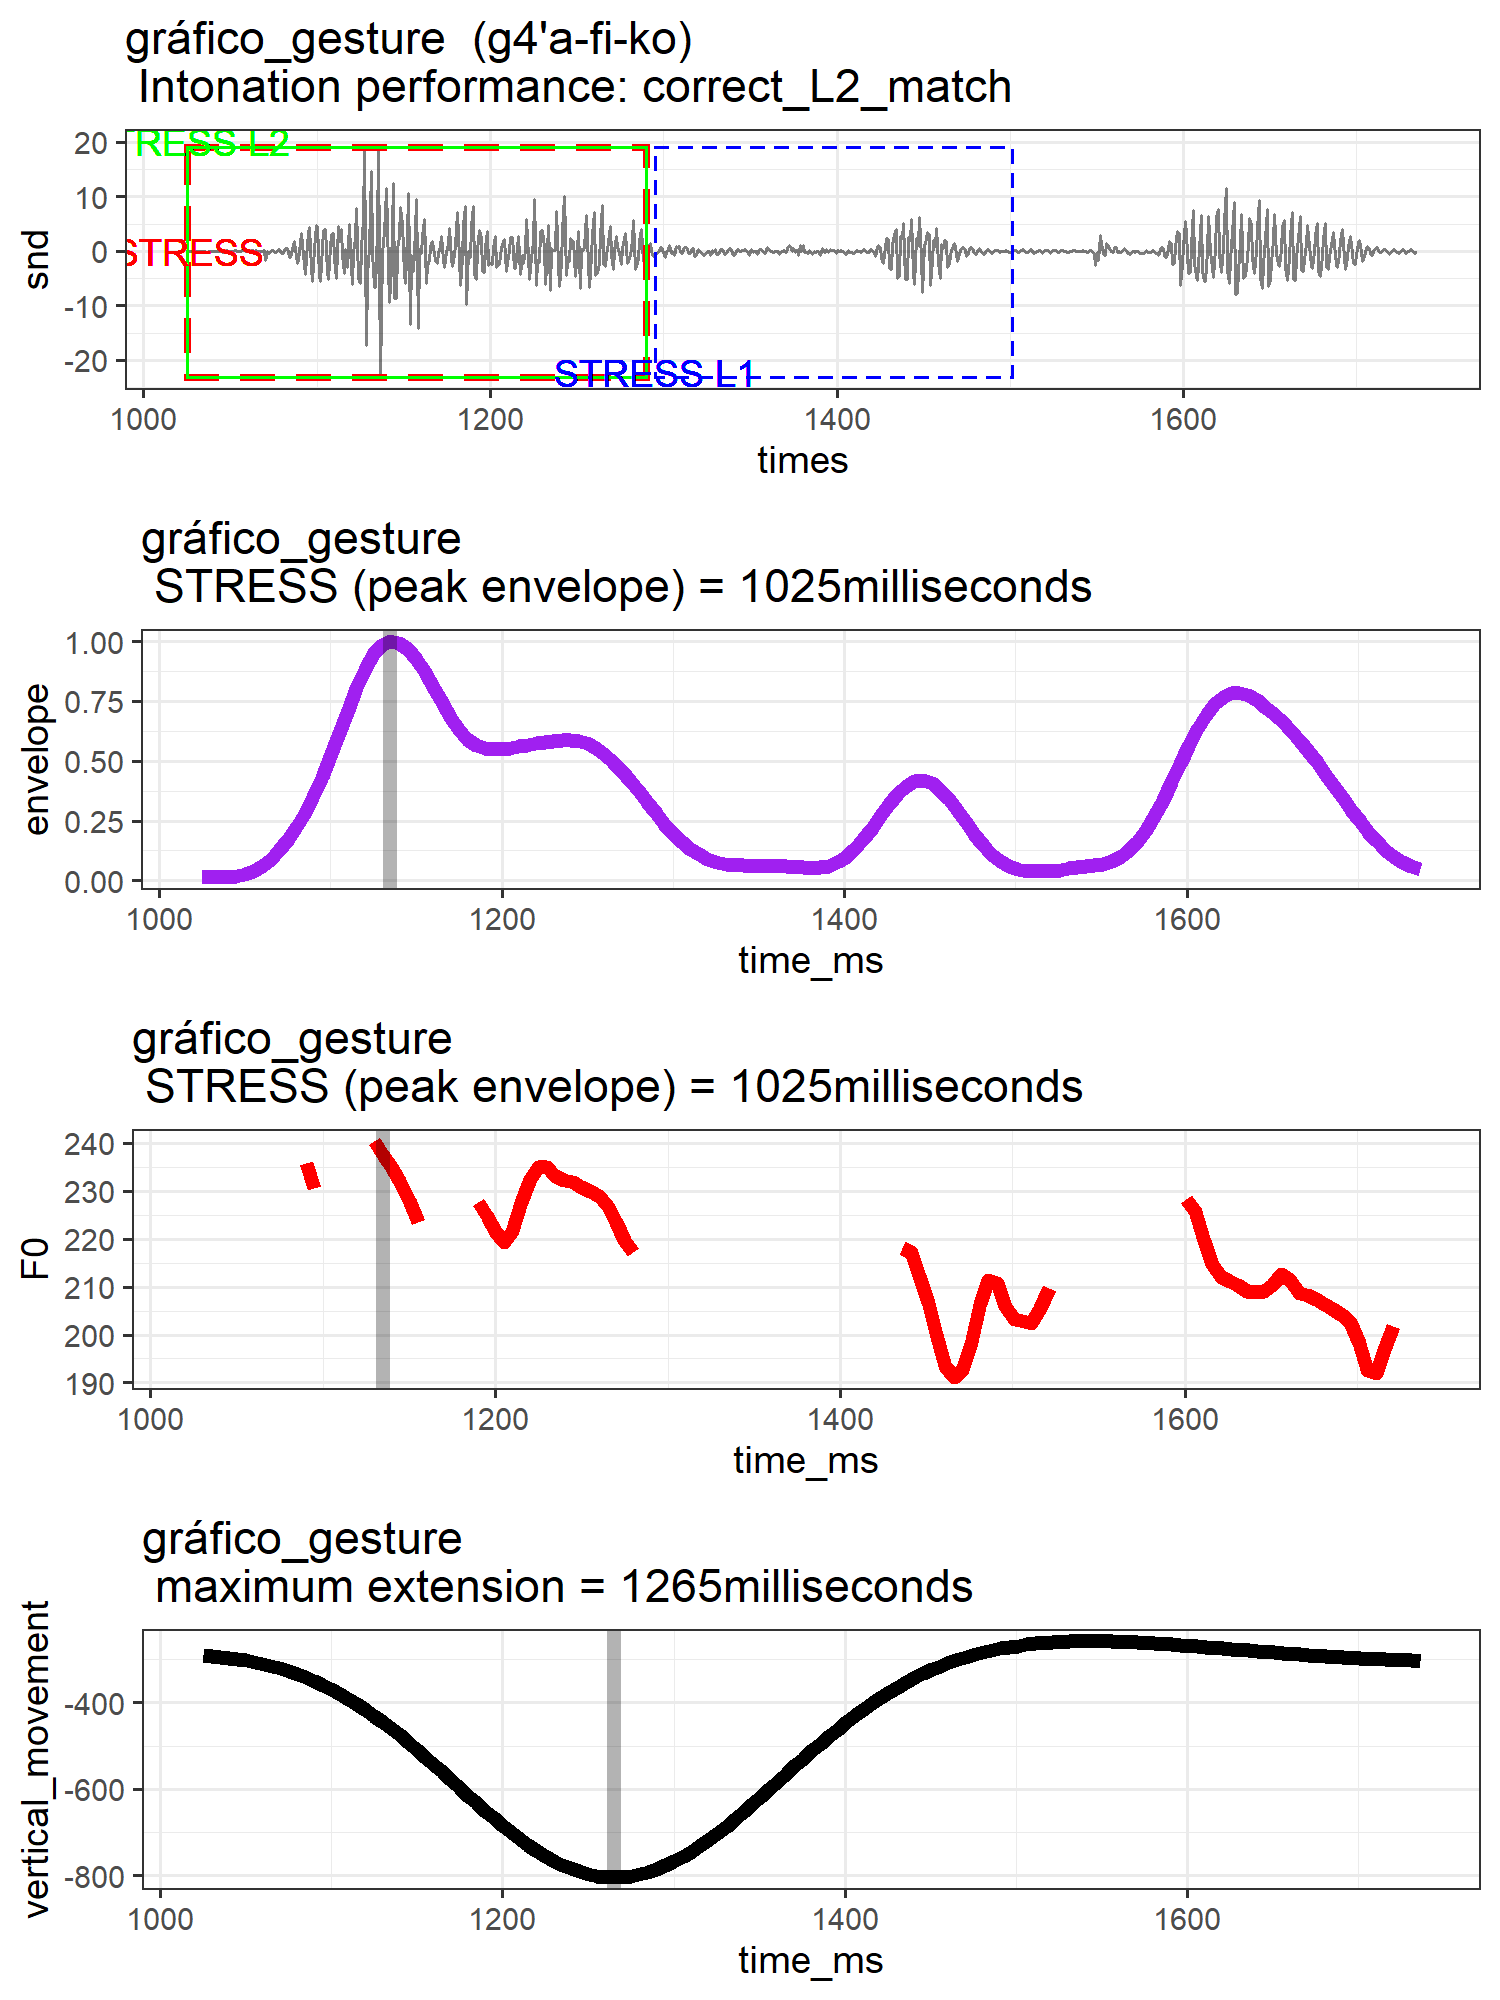 gráfico_gesture  (g4'a-fi-ko)
Intonation performance: correct_L2_match
20
10
0
-10
-20
snd
RESS L2
STRESS
STRESS L1
1000 1200 1400 1600
times
gráfico_gesture
STRESS (peak envelope) = 1025milliseconds
1.00
0.75
0.50
0.25
0.00
envelope
1000 1200 1400 1600
time_ms
gráfico_gesture
STRESS (peak envelope) = 1025milliseconds
240
230
220
210
200
190
F0
1000 1200 1400 1600
time_ms
gráfico_gesture
maximum extension = 1265milliseconds
-400
-600
-800
vertical_movement
1000 1200 1400 1600
time_ms